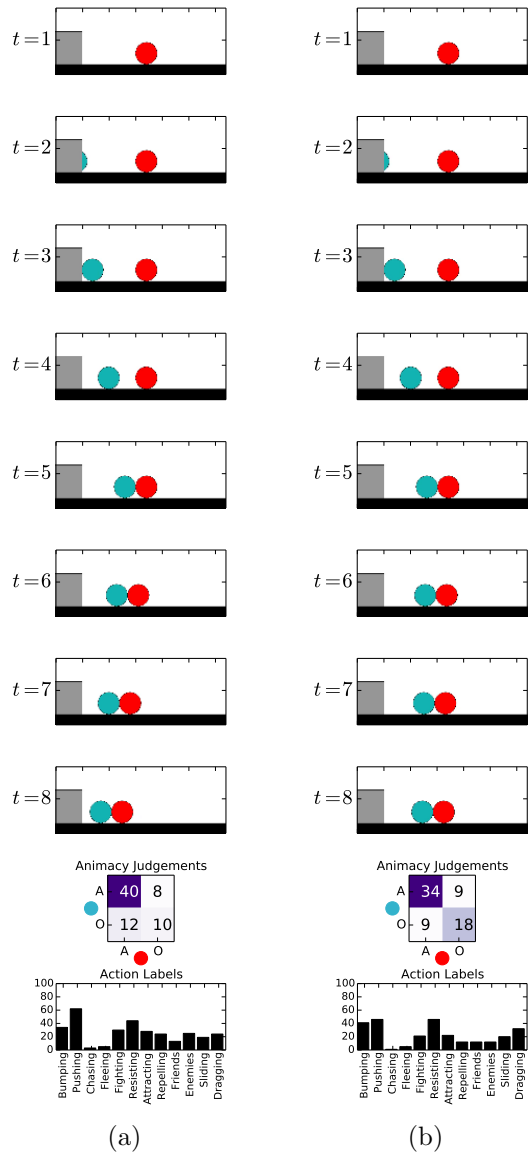 t=1 t=1
t=2 t=2
t=3 t=3
t=4 t=4
t=5 t=5
t=6 t=6
t=7 t=7
t=8 t=8
Animacy Judgements Animacy Judgements
A 40 8 A 34 9
O 12 10 O 9 18
A O A O
Action Labels Action Labels
100 100
80 80
60 60
40 40
20 20
0 0
Bumping Pushing Chasing Fleeing Fighting Resisting Attracting Repelling Friends Enemies Sliding Dragging Bumping Pushing Chasing Fleeing Fighting Resisting Attracting Repelling Friends Enemies Sliding Dragging
(a) (b)